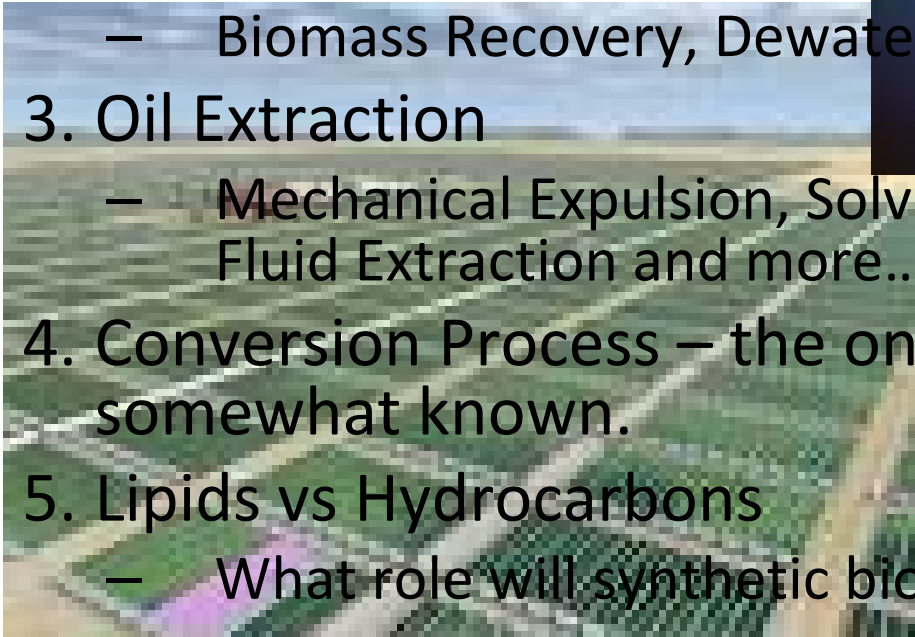 – Biomass Recovery, Dewate
3. Oil Extraction
– Mechanical Expulsion, Solv
Fluid Extraction and more..
4. Conversion Process – the on
somewhat known.
5. Lipids vs Hydrocarbons
– What role will synthetic bio